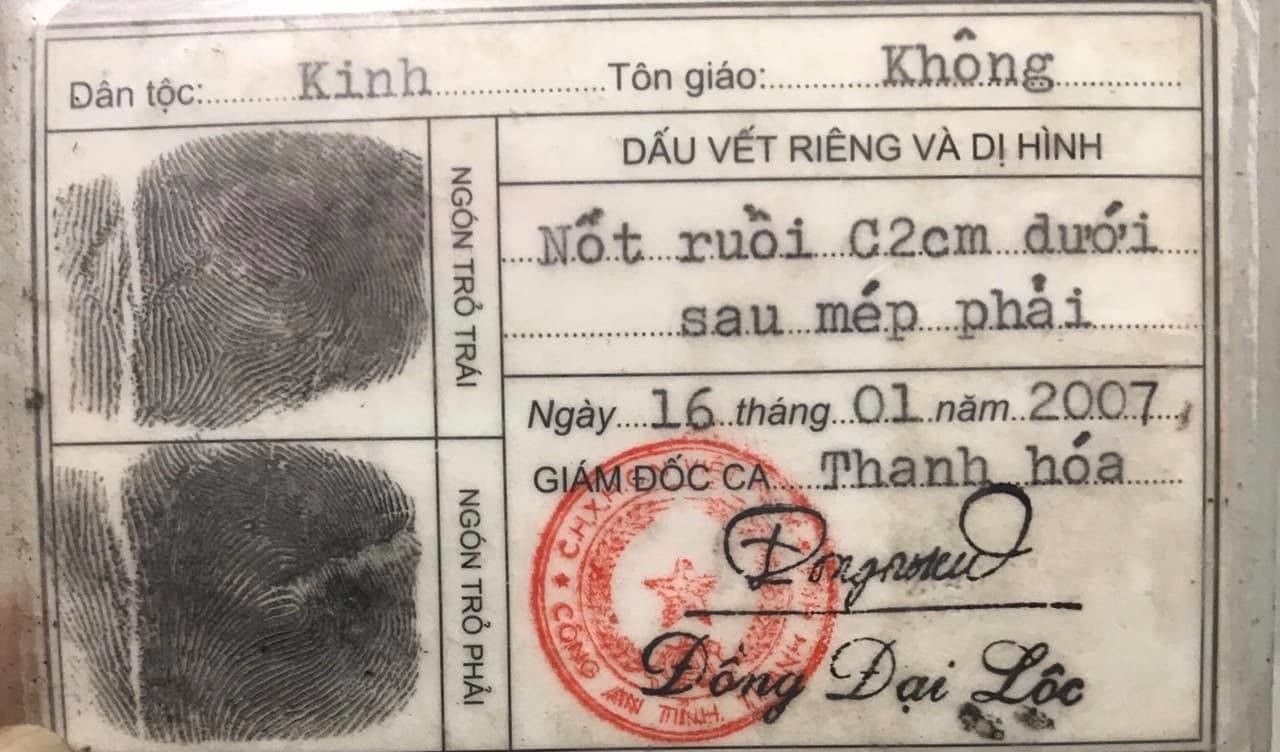 Dân tộc: Kinh Tôn giáo: Không
NGÓN TRỎ TRÁI
DẤU VẾT RIÊNG VÀ DỊ HÌNH
Nốt ruồi C2cm dưới
sau mép phải
Ngày 16 tháng 01 năm 2007
GIÁM ĐỐC CA Thanh hóa
NGÓN TRỎ PHẢI
C.H.X.H
CÔNG AN TỈNH
Đồng Đại Lộc